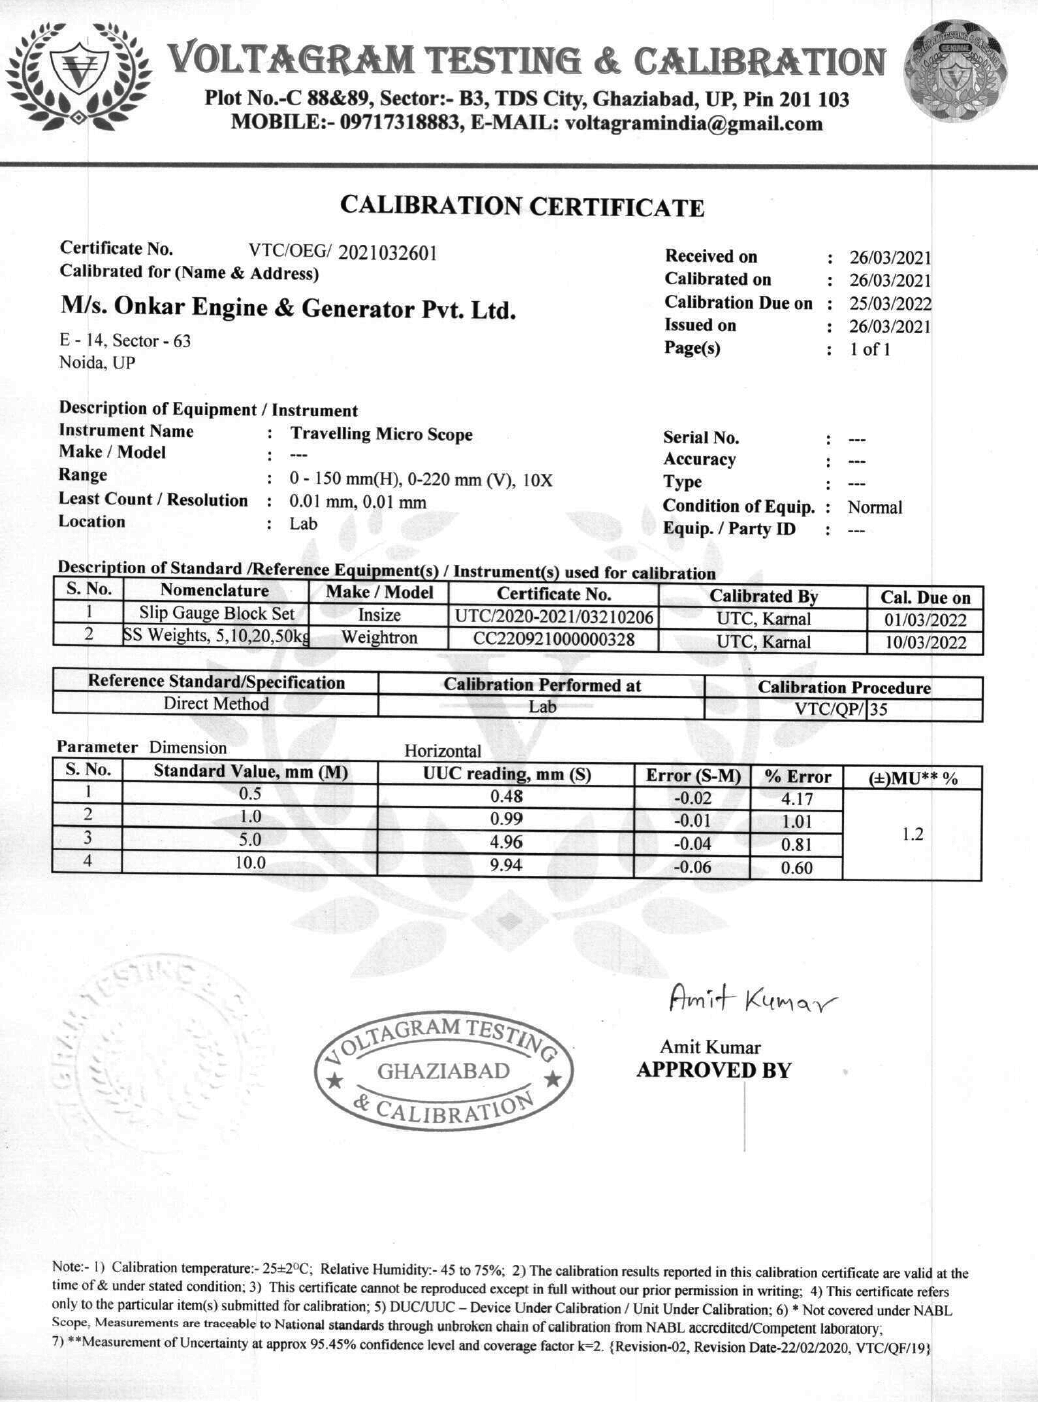 VOLTAGRAM TESTING & CALIBRATION
Plot No.-C 88&89, Sector:- B3, TDS City, Ghaziabad, UP, Pin 201 103
MOBILE:- 09717318883, E-MAIL: voltagramindia@gmail.com
CALIBRATION CERTIFICATE
Certificate No. VTC/OEG/ 2021032601
Calibrated for (Name & Address)
M/s. Onkar Engine & Generator Pvt. Ltd.
E - 14, Sector - 63
Noida, UP
Received on : 26/03/2021
Calibrated on : 26/03/2021
Calibration Due on : 25/03/2022
Issued on : 26/03/2021
Page(s) : 1 of 1
Description of Equipment / Instrument
Instrument Name : Travelling Micro Scope
Make / Model : ---
Range : 0 - 150 mm(H), 0-220 mm (V), 10X
Least Count / Resolution : 0.01 mm, 0.01 mm
Location : Lab
Serial No. : ---
Accuracy : ---
Type : ---
Condition of Equip. : Normal
Equip. / Party ID : ---
Description of Standard /Reference Equipment(s) / Instrument(s) used for calibration
S. No. Nomenclature Make / Model Certificate No. Calibrated By Cal. Due on
1 Slip Gauge Block Set Insize UTC/2020-2021/03210206 UTC, Karnal 01/03/2022
2 SS Weights, 5,10,20,50kg Weightron CC220921000000328 UTC, Karnal 10/03/2022
Reference Standard/Specification Calibration Performed at Calibration Procedure
Direct Method Lab VTC/QP/ 35
Parameter Dimension Horizontal
S. No. Standard Value, mm (M) UUC reading, mm (S) Error (S-M) % Error (±)MU** %
1 0.5 0.48 -0.02 4.17
2 1.0 0.99 -0.01 1.01
3 5.0 4.96 -0.04 0.81
4 10.0 9.94 -0.06 0.60
1.2
VOLTAGRAM TESTING
GHAZIABAD
& CALIBRATION
Amit Kumar
Amit Kumar
APPROVED BY
Note:- 1) Calibration temperature:- 25±2°C; Relative Humidity:- 45 to 75%; 2) The calibration results reported in this calibration certificate are valid at the
time of & under stated condition; 3) This certificate cannot be reproduced except in full without our prior permission in writing; 4) This certificate refers
only to the particular item(s) submitted for calibration; 5) DUC/UUC – Device Under Calibration / Unit Under Calibration; 6) * Not covered under NABL
Scope, Measurements are traceable to National standards through unbroken chain of calibration from NABL accredited/Competent laboratory;
7) **Measurement of Uncertainty at approx 95.45% confidence level and coverage factor k=2. {Revision-02, Revision Date-22/02/2020, VTC/QF/19}